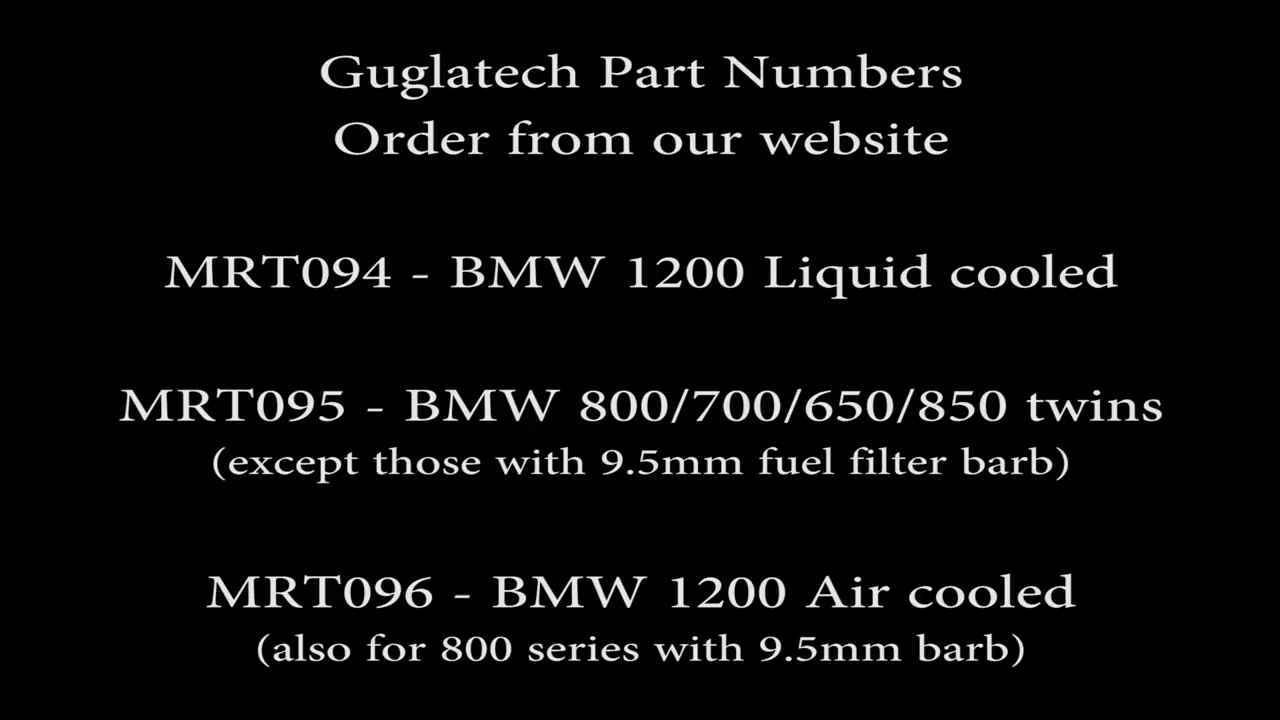 Guglatech Part Numbers
Order from our website
MRT094 - BMW 1200 Liquid cooled
MRT095 - BMW 800/700/650/850 twins
(except those with 9.5mm fuel filter barb)
MRT096 - BMW 1200 Air cooled
(also for 800 series with 9.5mm barb)